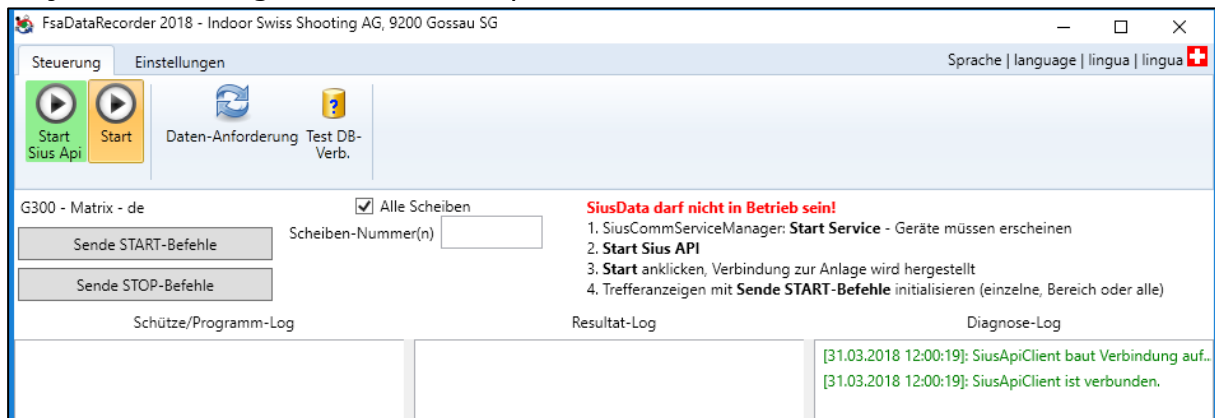 FsaDataRecorder 2018 - Indoor Swiss Shooting AG, 9200 Gossau SG
Steuerung Einstellungen
Sprache | language | lingua | lingua
Start Sius Api
Start
Daten-Anforderung
Test DB-Verb.
G300 - Matrix - de
Alle Scheiben
Sende START-Befehle
Scheiben-Nummer(n)
Sende STOP-Befehle
SiusData darf nicht in Betrieb sein!
1. SiusCommServiceManager: Start Service - Geräte müssen erscheinen
2. Start Sius API
3. Start anklicken, Verbindung zur Anlage wird hergestellt
4. Trefferanzeigen mit Sende START-Befehle initialisieren (einzelne, Bereich oder alle)
Schütze/Programm-Log
Resultat-Log
Diagnose-Log
[31.03.2018 12:00:19]: SiusApiClient baut Verbindung auf..
[31.03.2018 12:00:19]: SiusApiClient ist verbunden.